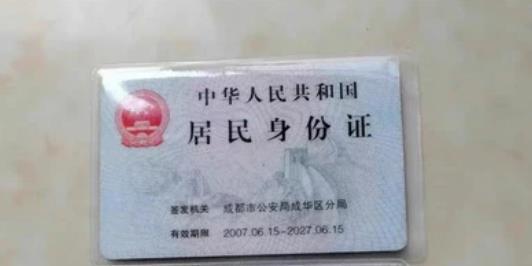 中华人民共和国
居民身份证
签发机关 成都市公安局成华区分局
有效期限 2007.06.15-2027.06.15